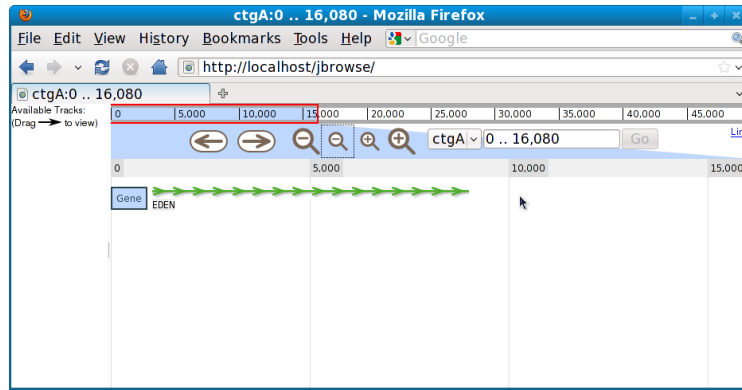 ctgA:0 .. 16,080 - Mozilla Firefox
File Edit View History Bookmarks Tools Help Google
http://localhost/jbrowse/
ctgA:0 .. 16,080
Available Tracks:
(Drag to view)
0 5,000 10,000 15,000 20,000 25,000 30,000 35,000 40,000 45,000
ctgA 0 .. 16,080 Go
0 5,000 10,000 15,000
Gene
EDEN